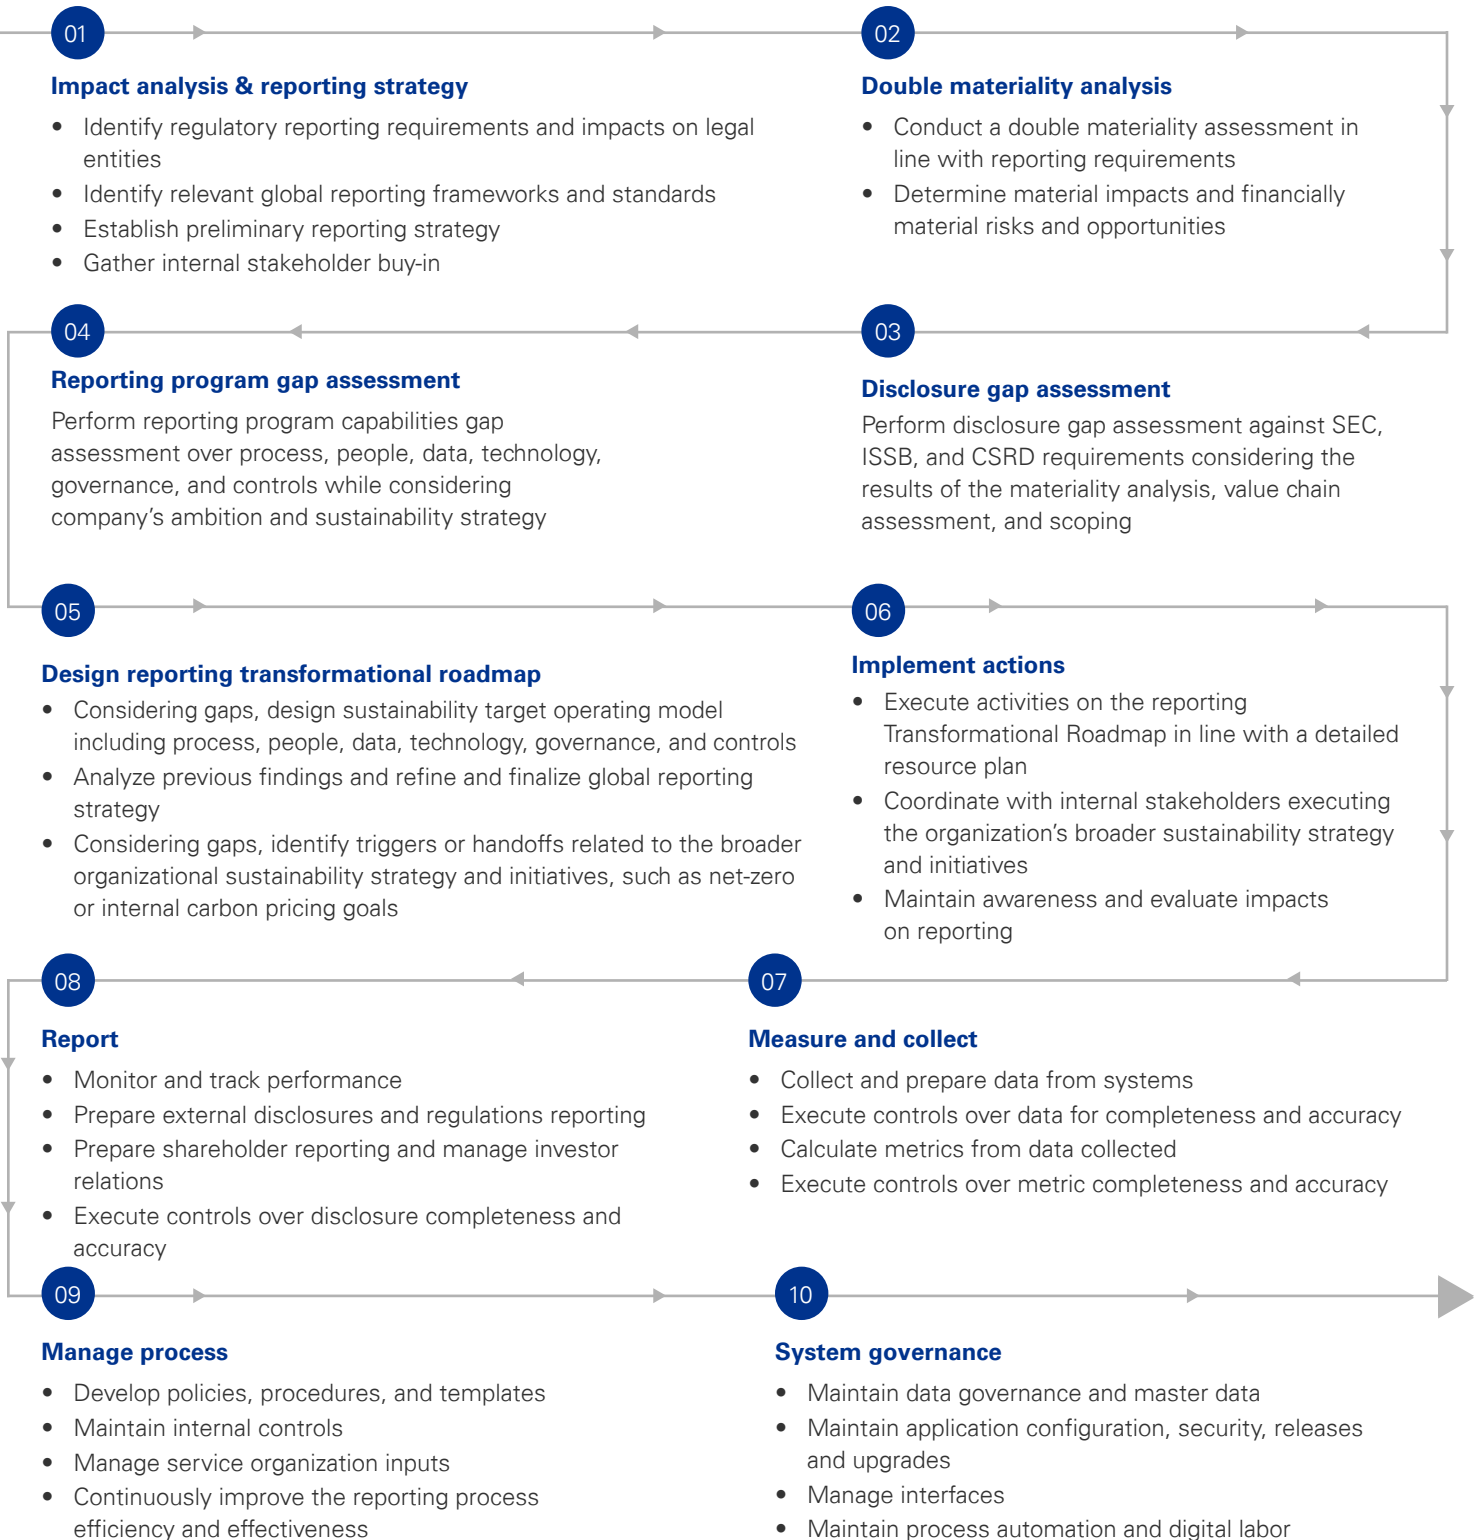 01
Impact analysis & reporting strategy
• Identify regulatory reporting requirements and impacts on legal
entities
• Identify relevant global reporting frameworks and standards
• Establish preliminary reporting strategy
• Gather internal stakeholder buy-in
02
Double materiality analysis
• Conduct a double materiality assessment in
line with reporting requirements
• Determine material impacts and financially
material risks and opportunities
03
Disclosure gap assessment
Perform disclosure gap assessment against SEC,
ISSB, and CSRD requirements considering the
results of the materiality analysis, value chain
assessment, and scoping
04
Reporting program gap assessment
Perform reporting program capabilities gap
assessment over process, people, data, technology,
governance, and controls while considering
company’s ambition and sustainability strategy
05
Design reporting transformational roadmap
• Considering gaps, design sustainability target operating model
including process, people, data, technology, governance, and controls
• Analyze previous findings and refine and finalize global reporting
strategy
• Considering gaps, identify triggers or handoffs related to the broader
organizational sustainability strategy and initiatives, such as net-zero
or internal carbon pricing goals
06
Implement actions
• Execute activities on the reporting
Transformational Roadmap in line with a detailed
resource plan
• Coordinate with internal stakeholders executing
the organization’s broader sustainability strategy
and initiatives
• Maintain awareness and evaluate impacts
on reporting
07
Measure and collect
• Collect and prepare data from systems
• Execute controls over data for completeness and accuracy
• Calculate metrics from data collected
• Execute controls over metric completeness and accuracy
08
Report
• Monitor and track performance
• Prepare external disclosures and regulations reporting
• Prepare shareholder reporting and manage investor
relations
• Execute controls over disclosure completeness and
accuracy
09
Manage process
• Develop policies, procedures, and templates
• Maintain internal controls
• Manage service organization inputs
• Continuously improve the reporting process
efficiency and effectiveness
10
System governance
• Maintain data governance and master data
• Maintain application configuration, security, releases
and upgrades
• Manage interfaces
• Maintain process automation and digital labor